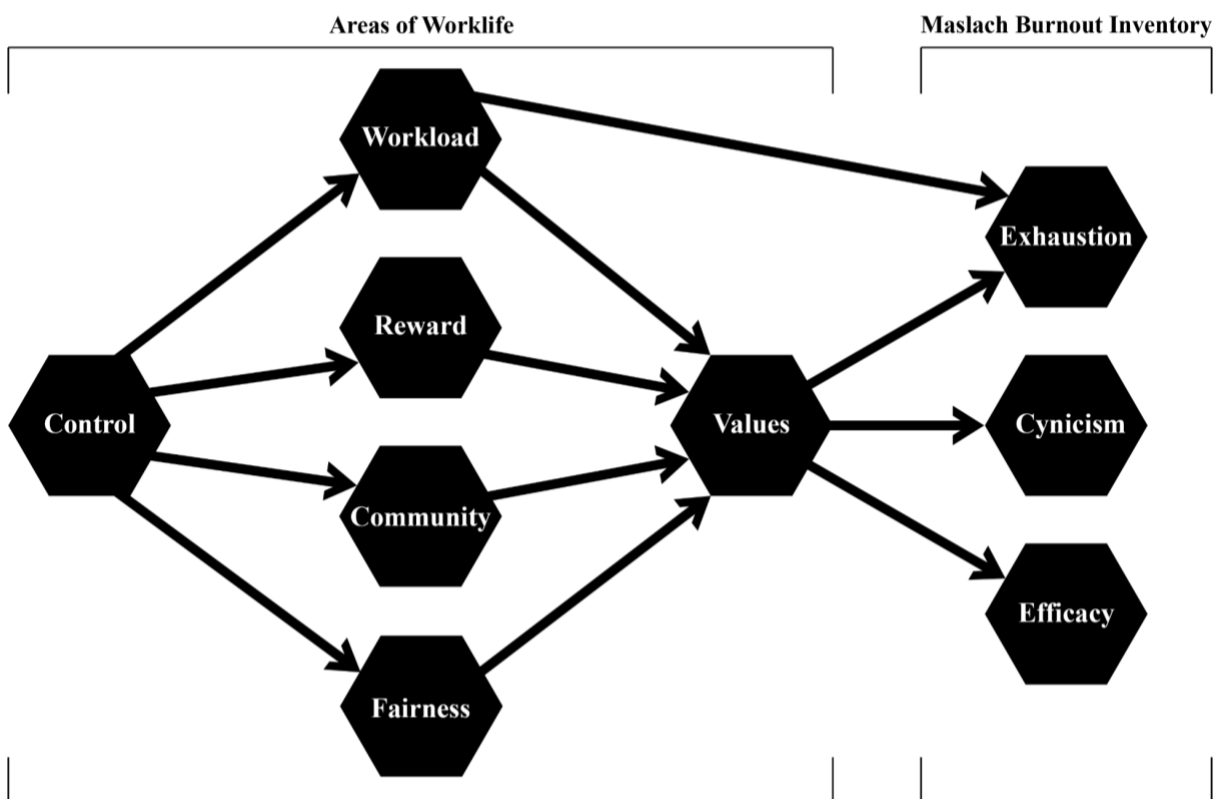 Areas of Worklife
Maslach Burnout Inventory
Workload
Exhaustion
Reward
Control
Values
Cynicism
Community
Efficacy
Fairness